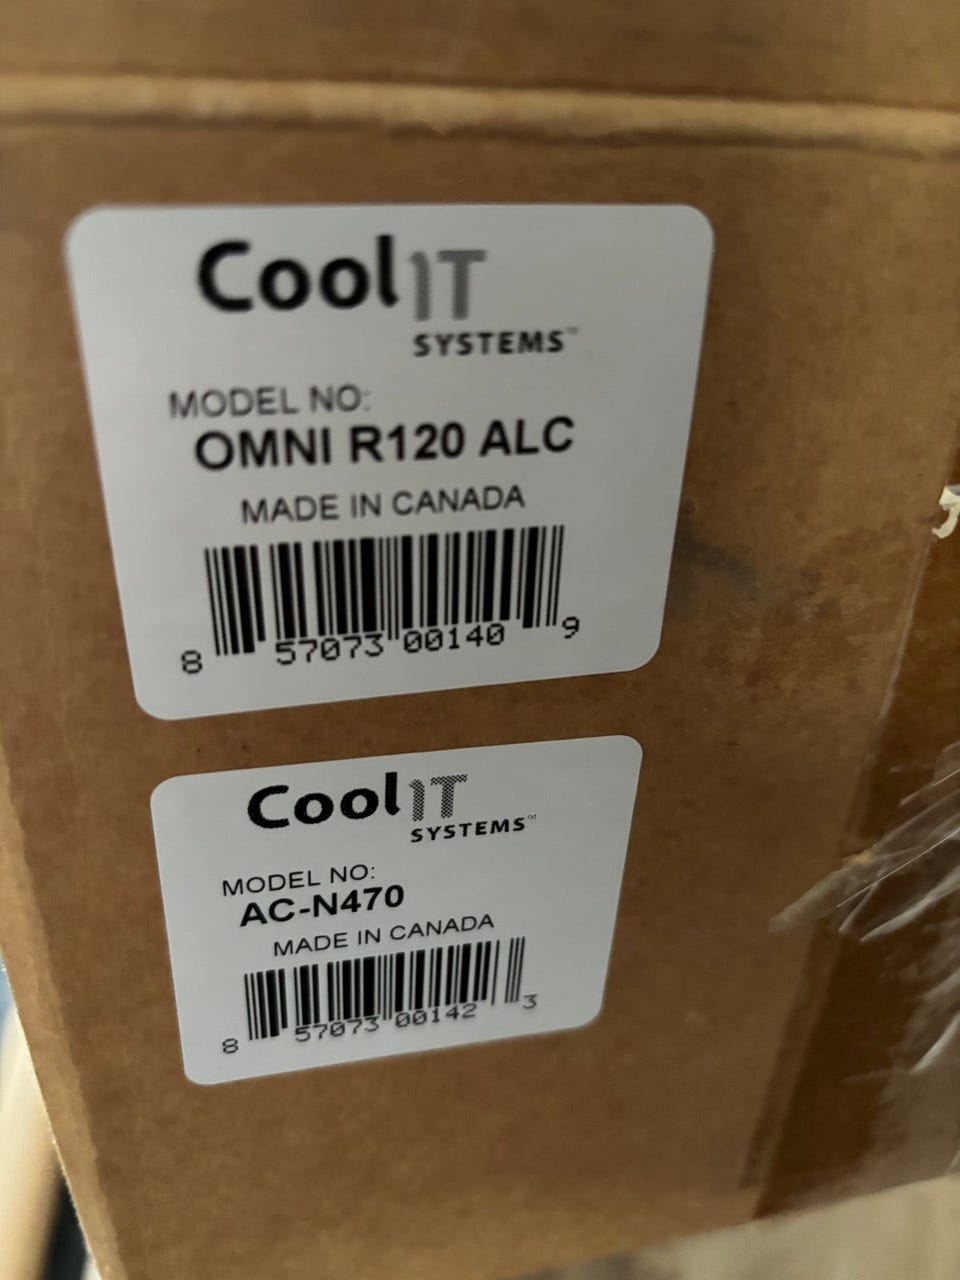 CoolIT
SYSTEMS™
MODEL NO:
OMNI R120 ALC
MADE IN CANADA
8 57073 00140 9
CoolIT
SYSTEMS™
MODEL NO:
AC-N470
MADE IN CANADA
8 57073 00142 3